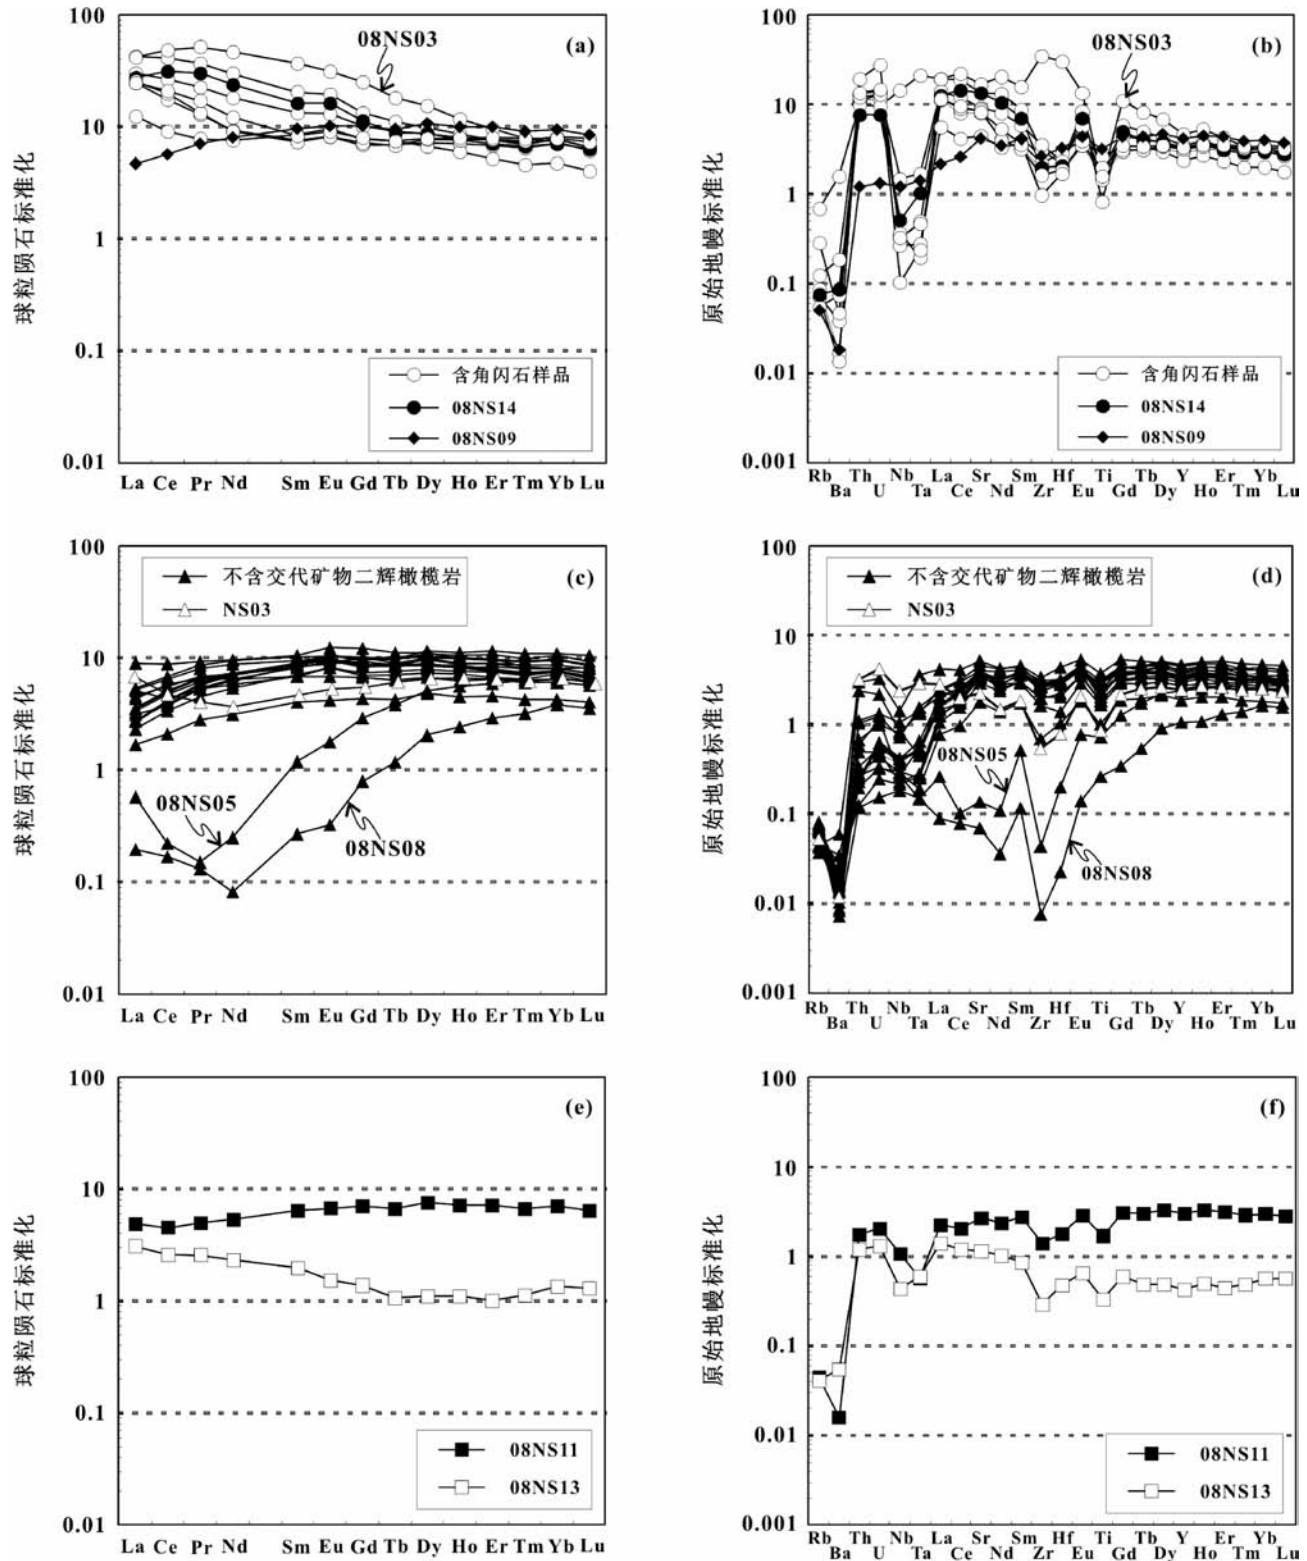 球粒陨石标准化
100
10
1
0.1
0.01
(a)
08NS03
含角闪石样品
08NS14
08NS09
La Ce Pr Nd Sm Eu Gd Tb Dy Ho Er Tm Yb Lu
原始地幔标准化
100
10
1
0.1
0.01
0.001
(b)
08NS03
含角闪石样品
08NS14
08NS09
Rb Th Nb La Sr Sm Hf Ti Tb Y Er Yb
Ba U Ta Ce Nd Zr Eu Gd Dy Ho Tm Lu
球粒陨石标准化
100
10
1
0.1
0.01
不含交代矿物二辉橄榄岩
NS03
(c)
08NS05
08NS08
La Ce Pr Nd Sm Eu Gd Tb Dy Ho Er Tm Yb Lu
原始地幔标准化
100
10
1
0.1
0.01
0.001
不含交代矿物二辉橄榄岩
NS03
(d)
08NS05
08NS08
Rb Th Nb La Sr Sm Hf Ti Tb Y Er Yb
Ba U Ta Ce Nd Zr Eu Gd Dy Ho Tm Lu
球粒陨石标准化
100
10
1
0.1
0.01
(e)
08NS11
08NS13
La Ce Pr Nd Sm Eu Gd Tb Dy Ho Er Tm Yb Lu
原始地幔标准化
100
10
1
0.1
0.01
0.001
(f)
08NS11
08NS13
Rb Th Nb La Sr Sm Hf Ti Tb Y Er Yb
Ba U Ta Ce Nd Zr Eu Gd Dy Ho Tm Lu